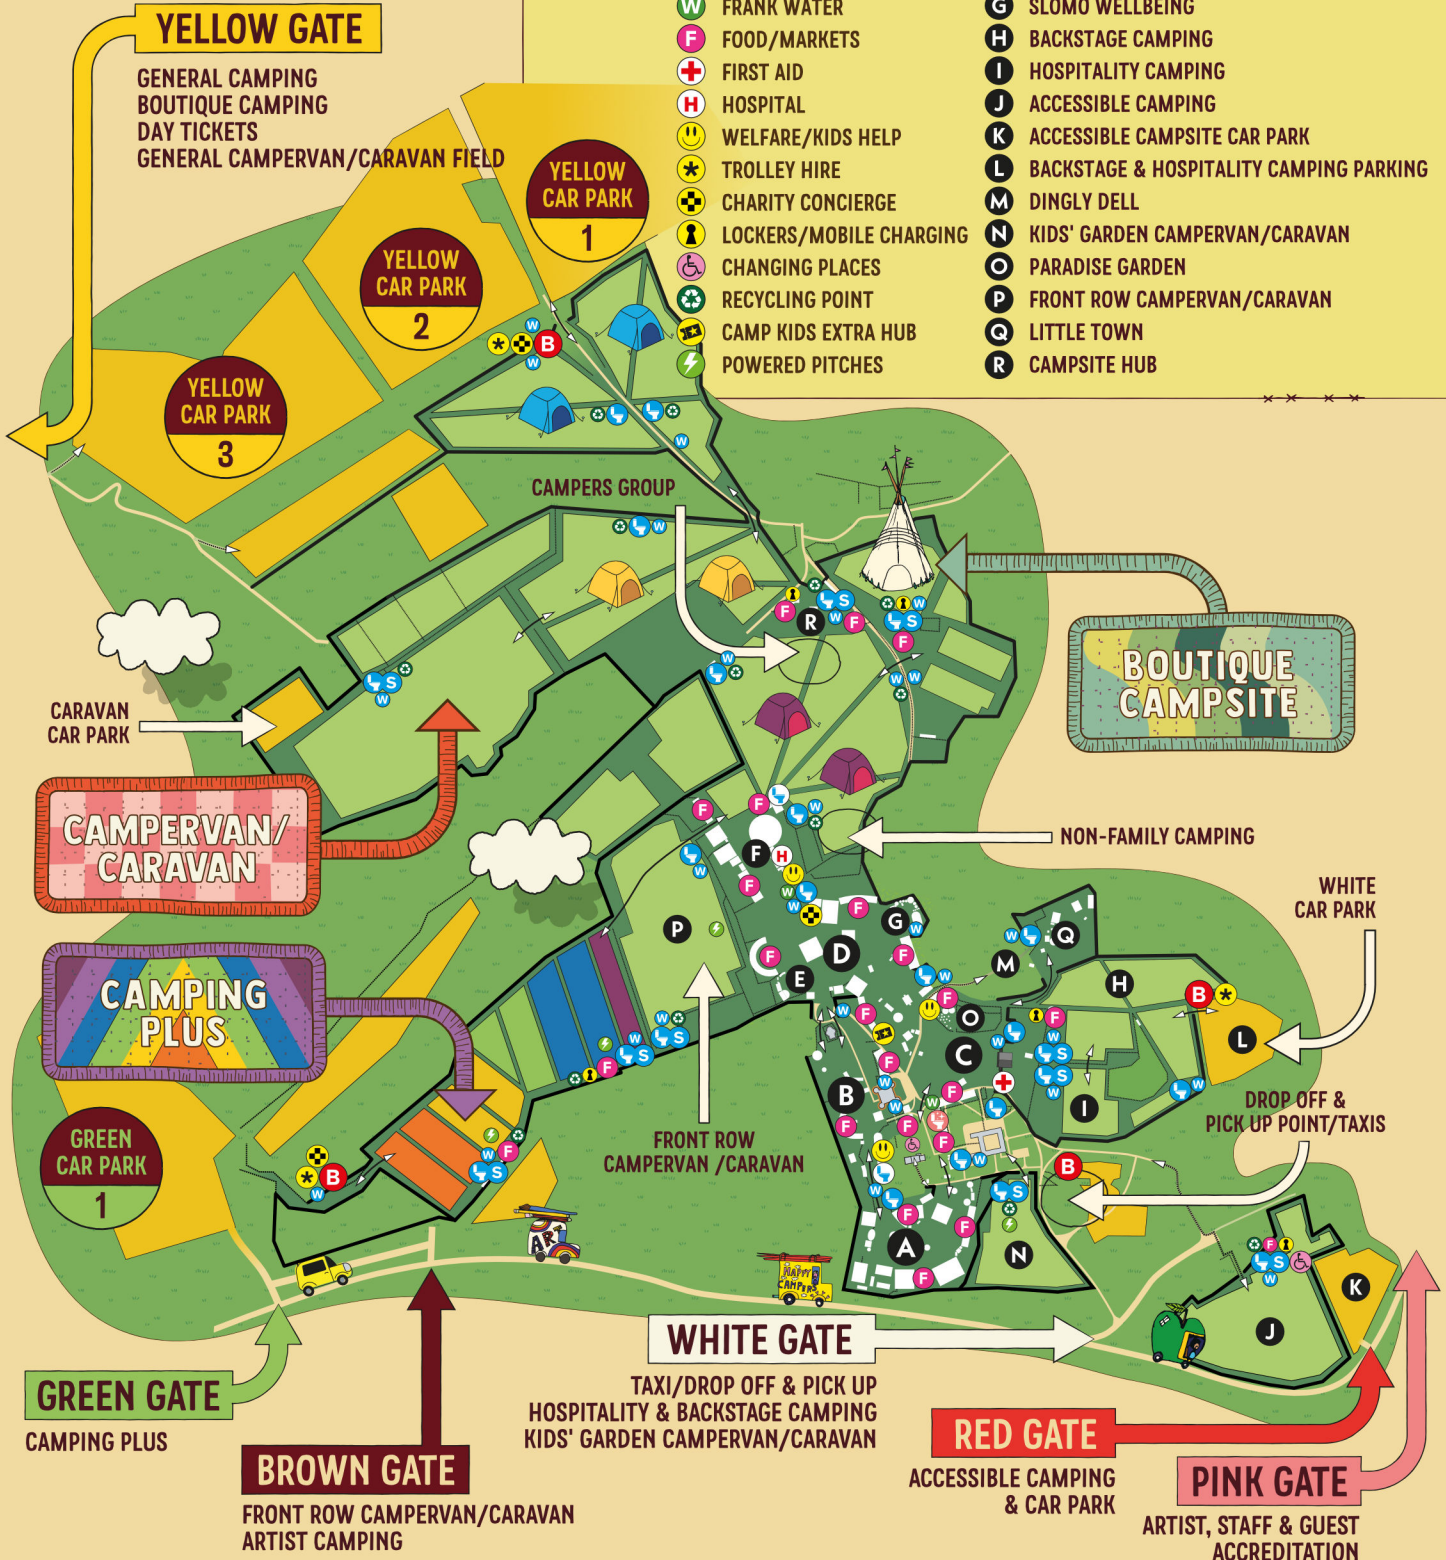 YELLOW GATE
GENERAL CAMPING
BOUTIQUE CAMPING
DAY TICKETS
GENERAL CAMPERVAN/CARAVAN FIELD
W FRANK WATER
F FOOD/MARKETS
FIRST AID
H HOSPITAL
WELFARE/KIDS HELP
* TROLLEY HIRE
CHARITY CONCIERGE
LOCKERS/MOBILE CHARGING
CHANGING PLACES
RECYCLING POINT
CAMP KIDS EXTRA HUB
POWERED PITCHES
G SLOMO WELLBEING
H BACKSTAGE CAMPING
I HOSPITALITY CAMPING
J ACCESSIBLE CAMPING
K ACCESSIBLE CAMPSITE CAR PARK
L BACKSTAGE & HOSPITALITY CAMPING PARKING
M DINGLY DELL
N KIDS' GARDEN CAMPERVAN/CARAVAN
O PARADISE GARDEN
P FRONT ROW CAMPERVAN/CARAVAN
Q LITTLE TOWN
R CAMPSITE HUB
YELLOW
CAR PARK
1
YELLOW
CAR PARK
2
YELLOW
CAR PARK
3
W
* B
W
W
CAMPERS GROUP
W
S
F
R
W
F
W
S
F
W
W
W
S
W
BOUTIQUE
CAMPSITE
CARAVAN
CAR PARK
CAMPERVAN/
CARAVAN
NON-FAMILY CAMPING
WHITE
CAR PARK
F
F
W
F
H
W
F
W
W
F
P
G
W
D
E
F
F
Q
W
M
H
B *
L
CAMPING
PLUS
W
F
O
W
F
C
F
W
S
S
W
I
W
W
S
W
S
F
B
F
F
W
W
W
F
F
F
W
W
F
F
A
F
S
N
B
DROP OFF &
PICK UP POINT/TAXIS
GREEN
CAR PARK
1
* B
W
F
W
S
FRONT ROW
CAMPERVAN /CARAVAN
ART
HAPPY
CAMPERS
F
S
W
K
J
GREEN GATE
CAMPING PLUS
BROWN GATE
FRONT ROW CAMPERVAN/CARAVAN
ARTIST CAMPING
WHITE GATE
TAXI/DROP OFF & PICK UP
HOSPITALITY & BACKSTAGE CAMPING
KIDS' GARDEN CAMPERVAN/CARAVAN
RED GATE
ACCESSIBLE CAMPING
& CAR PARK
PINK GATE
ARTIST, STAFF & GUEST
ACCREDITATION